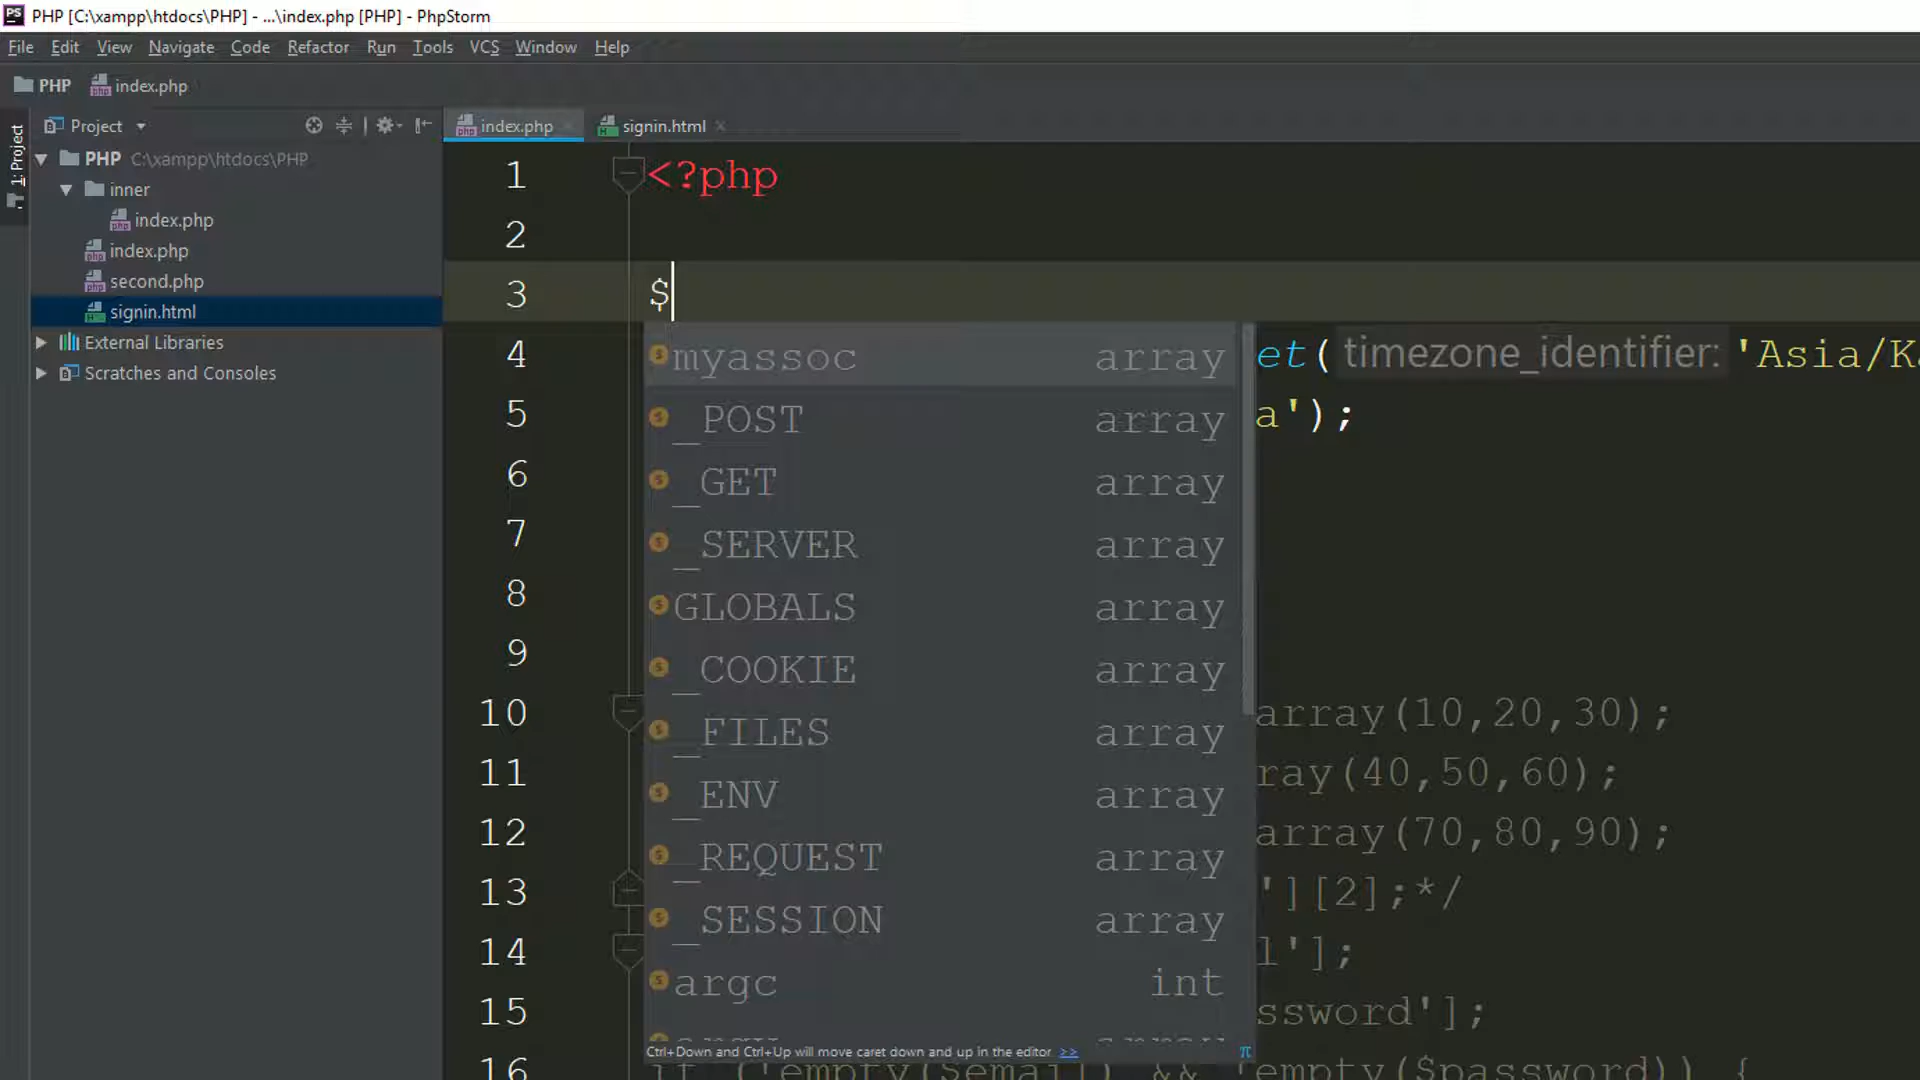 PS PHP [C:\xampp\htdocs\PHP] - ...\index.php [PHP] - PhpStorm
File Edit View Navigate Code Refactor Run Tools VCS Window Help
PHP index.php
1: Project
Project
index.php
signin.html
PHP C:\xampp\htdocs\PHP
inner
index.php
index.php
second.php
signin.html
External Libraries
Scratches and Consoles
1 <?php
2
3 $
4 et( timezone_identifier: 'Asia/K
5 a');
6
7
8
9
10 array(10,20,30);
11 ray(40,50,60);
12 array(70,80,90);
13 '][2];*/
14 l'];
15 ssword'];
16 if (!empty($email) && !empty($password)) {
myassoc array
_POST array
_GET array
_SERVER array
GLOBALS array
_COOKIE array
_FILES array
_ENV array
_REQUEST array
_SESSION array
argc int
Ctrl+Down and Ctrl+Up will move caret down and up in the editor >> π